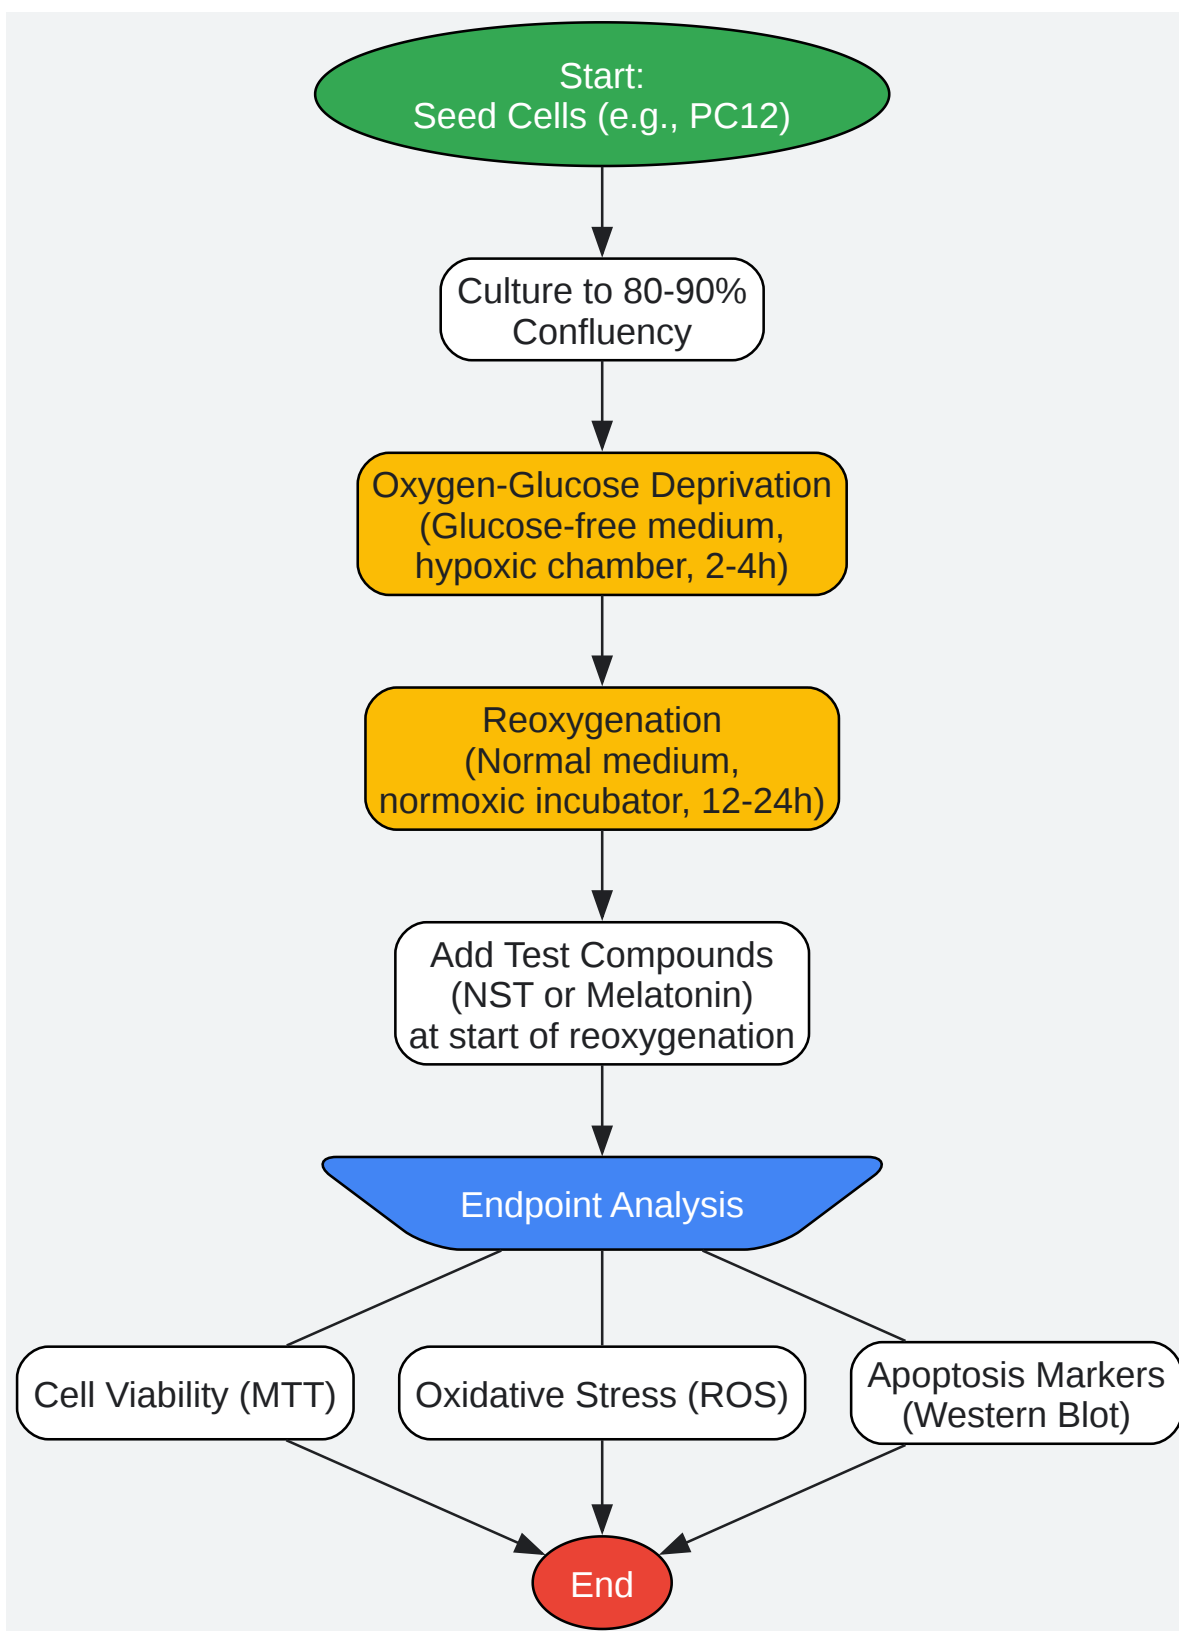 Start:
Seed Cells (e.g., PC12)
Culture to 80-90%
Confluency
Oxygen-Glucose Deprivation
(Glucose-free medium,
hypoxic chamber, 2-4h)
Reoxygenation
(Normal medium,
normoxic incubator, 12-24h)
Add Test Compounds
(NST or Melatonin)
at start of reoxygenation
Endpoint Analysis
Cell Viability (MTT)
Oxidative Stress (ROS)
Apoptosis Markers
(Western Blot)
End